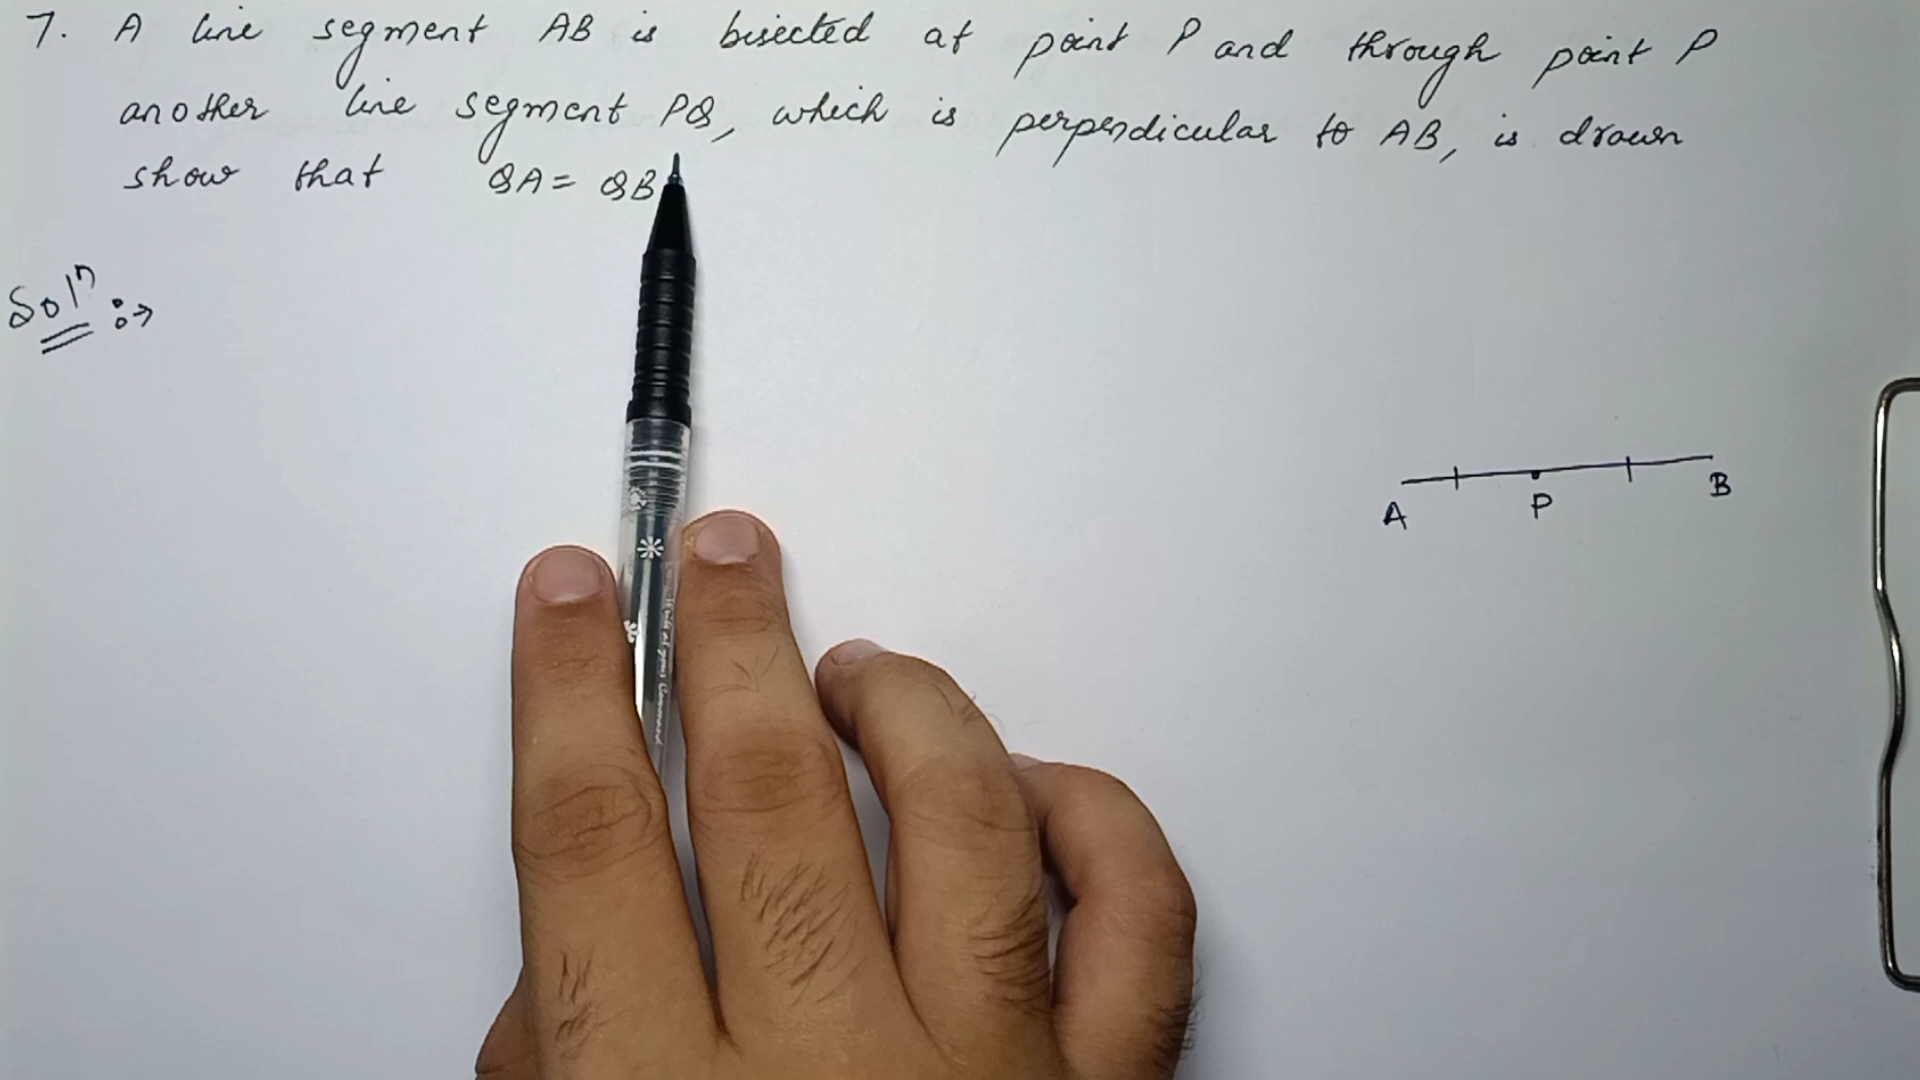 7. A line segment AB is bisected at point P and through point P
another line segment PQ, which is perpendicular to AB, is drawn
show that QA = QB
Solⁿ :→
A P B